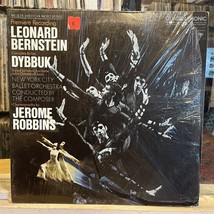 Premiere Recording
LEONARD
BERNSTEIN
DYBBUK
NEW YORK CITY
BALLET ORCHESTRA
CONDUCTED BY
THE COMPOSER
JEROME
ROBBINS